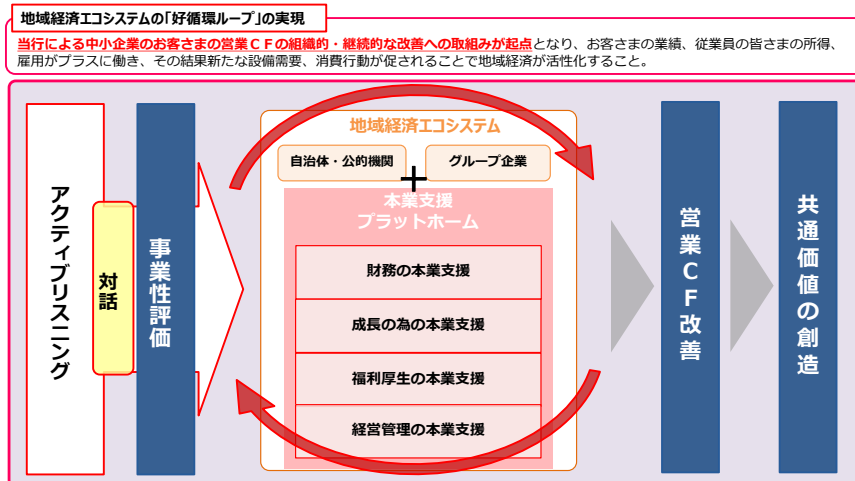 地域経済エコシステムの「好循環ループ」の実現
当行による中小企業のお客さまの営業ＣＦの組織的・継続的な改善への取組みが起点となり、お客さまの業績、従業員の皆さまの所得、
雇用がプラスに働き、その結果新たな設備需要、消費行動が促されることで地域経済が活性化すること。
アクティブリスニング
対話
事業性評価
地域経済エコシステム
自治体・公的機関
グループ企業
＋
本業支援
プラットホーム
財務の本業支援
成長の為の本業支援
福利厚生の本業支援
経営管理の本業支援
営業ＣＦ改善
共通価値の創造